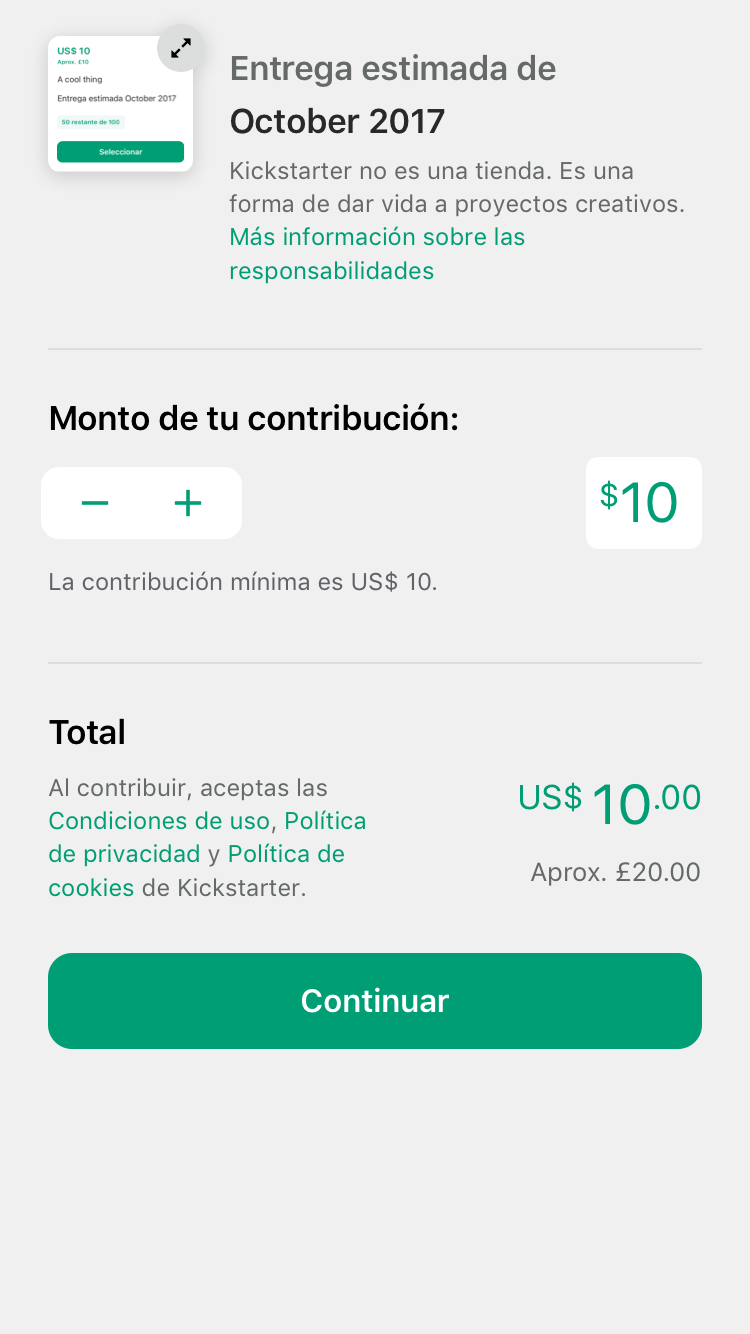 US$ 10
Aprox. £10
A cool thing
Entrega estimada October 2017
50 restante de 100
Seleccionar
Entrega estimada de
October 2017
Kickstarter no es una tienda. Es una
forma de dar vida a proyectos creativos.
Más información sobre las
responsabilidades
Monto de tu contribución:
$10
La contribución mínima es US$ 10.
Total
Al contribuir, aceptas las
Condiciones de uso, Política
de privacidad y Política de
cookies de Kickstarter.
US$ 10.00
Aprox. £20.00
Continuar